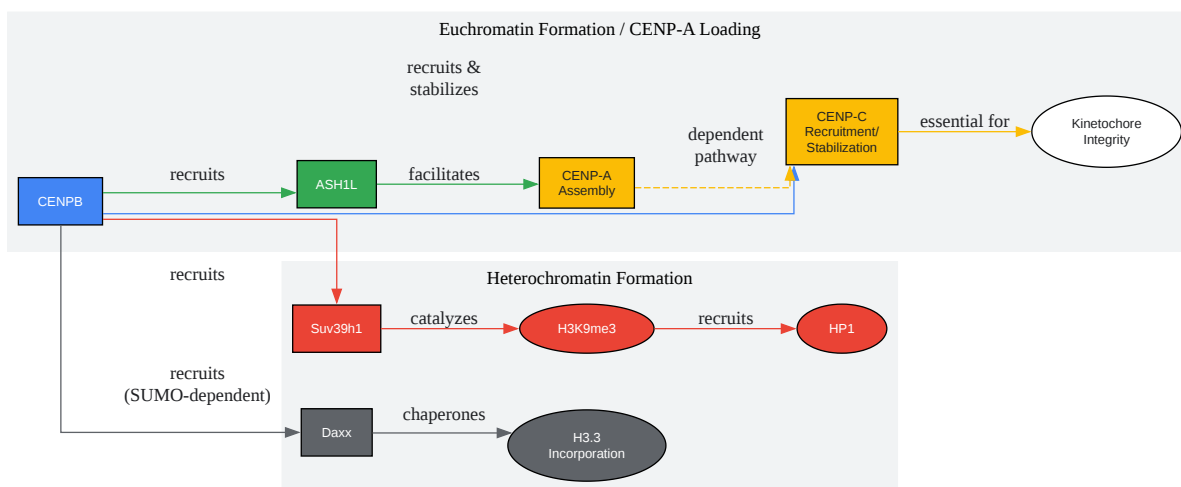 Euchromatin Formation / CENP-A Loading
recruits &
stabilizes
CENP-C
Recruitment/
Stabilization
essential for
Kinetochore
Integrity
dependent
pathway
recruits
ASH1L
facilitates
CENP-A
Assembly
CENPB
recruits
Heterochromatin Formation
Suv39h1
catalyzes
H3K9me3
recruits
HP1
recruits
(SUMO-dependent)
Daxx
chaperones
H3.3
Incorporation